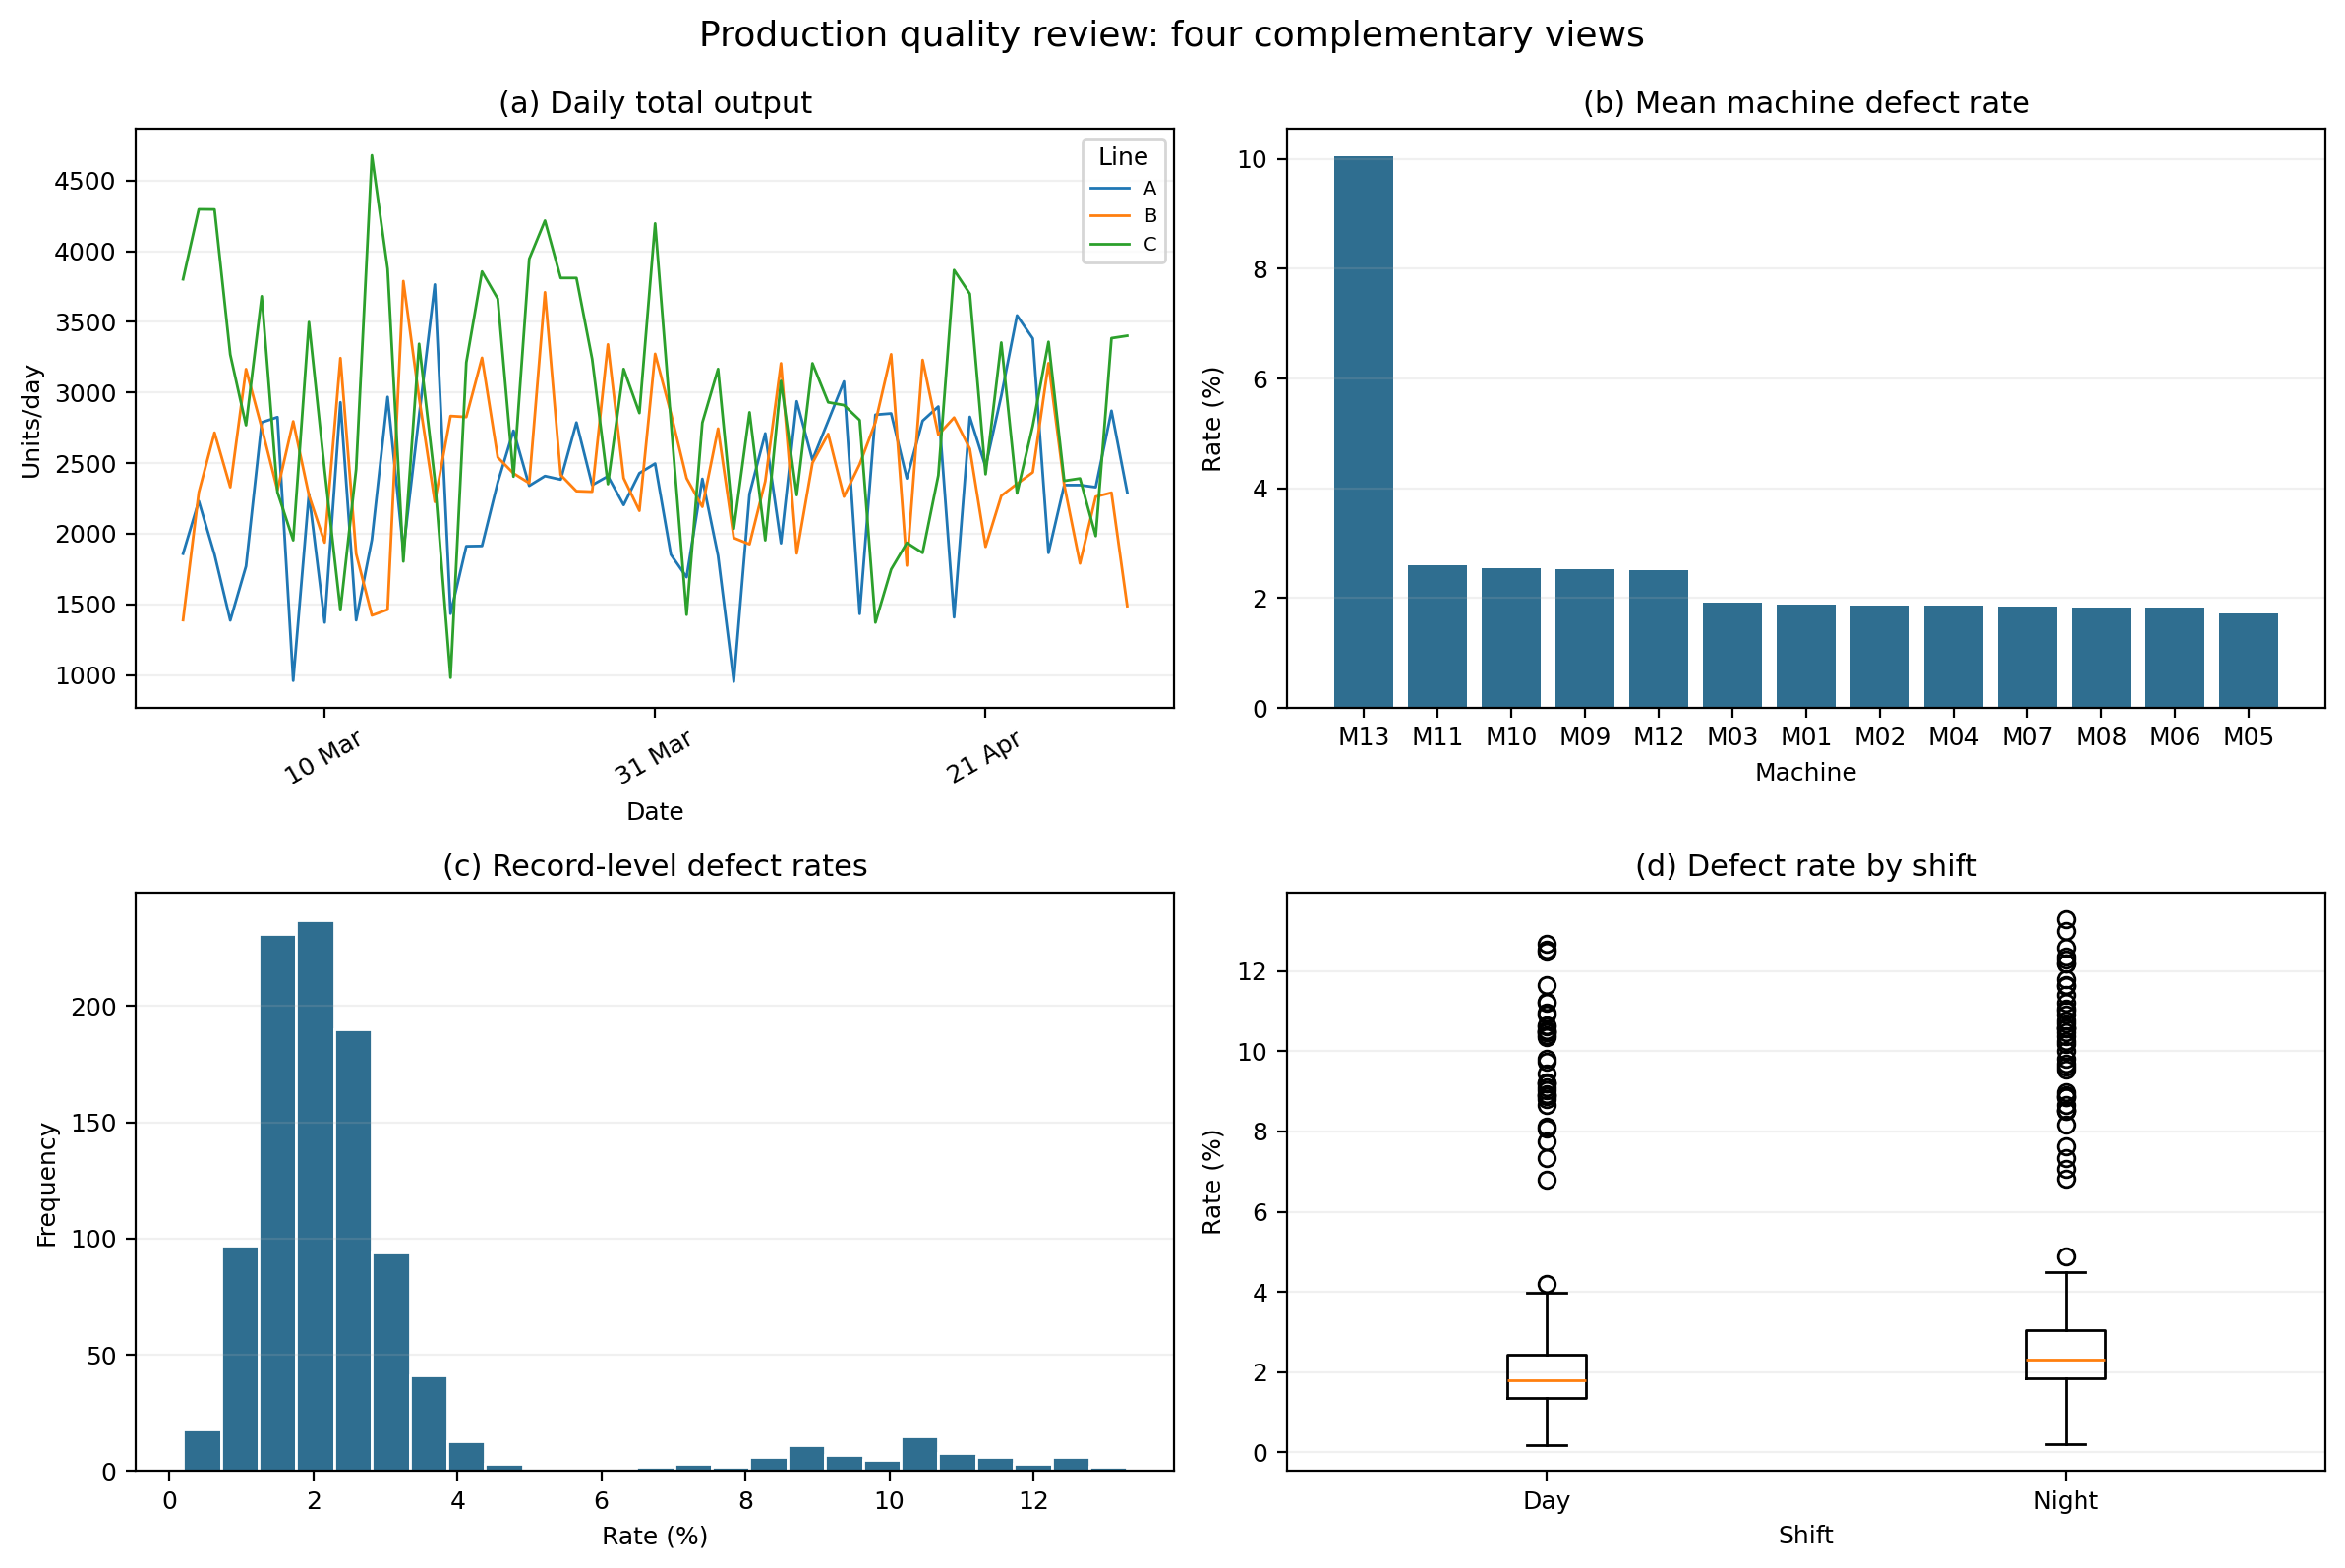 Production quality review: four complementary views
(a) Daily total output
Units/day
4500
4000
3500
3000
2500
2000
1500
1000
Line
A
B
C
10 Mar
31 Mar
21 Apr
Date
(b) Mean machine defect rate
Rate (%)
10
8
6
4
2
0
M13 M11 M10 M09 M12 M03 M01 M02 M04 M07 M08 M06 M05
Machine
(c) Record-level defect rates
Frequency
200
150
100
50
0
0 2 4 6 8 10 12
Rate (%)
(d) Defect rate by shift
Rate (%)
12
10
8
6
4
2
0
Day Night
Shift